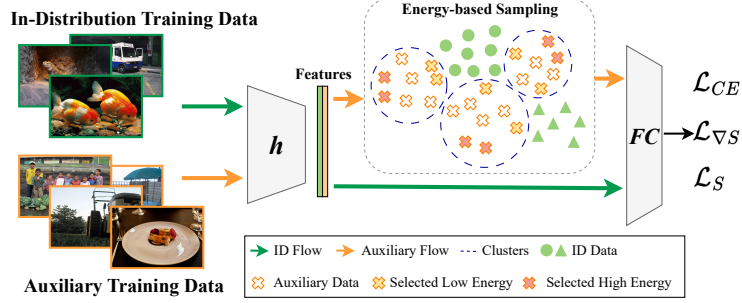 In-Distribution Training Data
Energy-based Sampling
Features
h
FC
ℒ_CE
ℒ_∇S
ℒ_S
Auxiliary Training Data
ID Flow
Auxiliary Flow
Clusters
ID Data
Auxiliary Data
Selected Low Energy
Selected High Energy